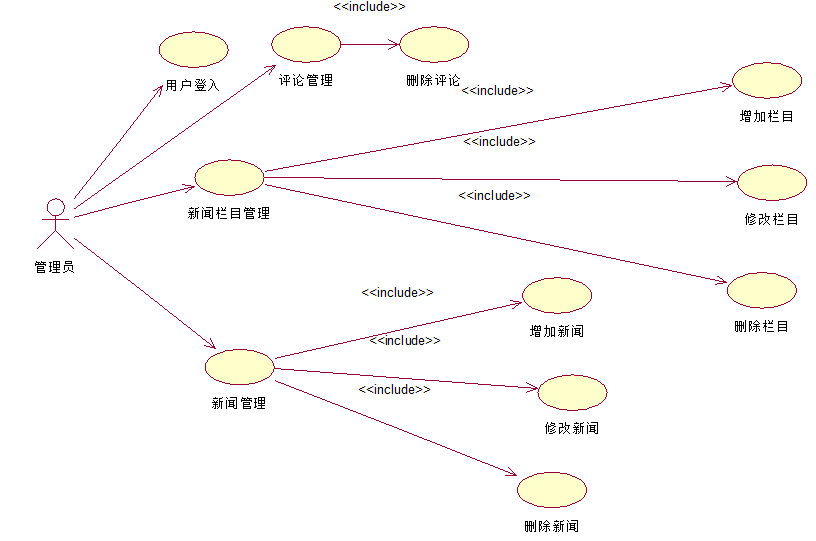 <<include>>
用户登入
评论管理
删除评论
<<include>>
增加栏目
<<include>>
<<include>>
新闻栏目管理
修改栏目
管理员
<<include>>
删除栏目
增加新闻
<<include>>
<<include>>
新闻管理
修改新闻
删除新闻